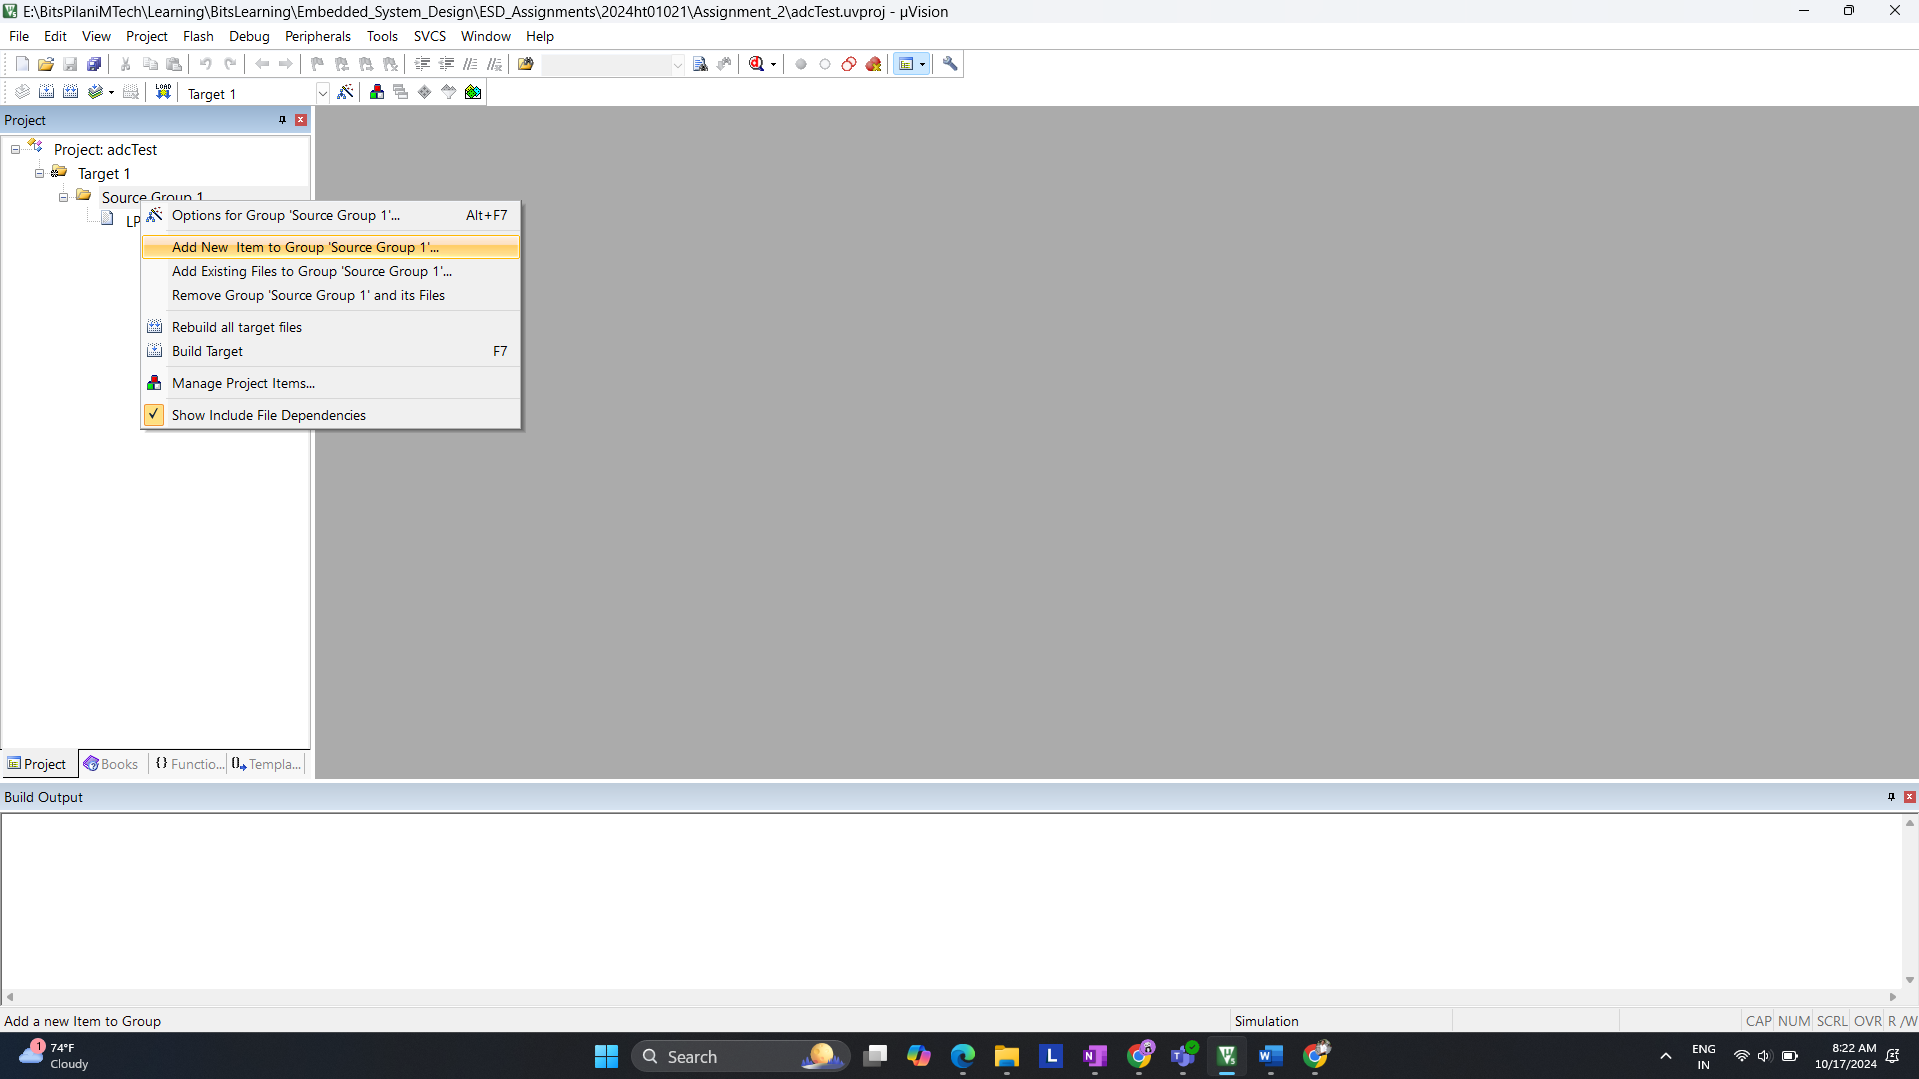 E:\BitsPilaniMTech\Learning\BitsLearning\Embedded_System_Design\ESD_Assignments\2024ht01021\Assignment_2\adcTest.uvproj - µVision
File Edit View Project Flash Debug Peripherals Tools SVCS Window Help
LOAD Target 1
Project
Project: adcTest
Target 1
Source Group 1
LP
Options for Group 'Source Group 1'... Alt+F7
Add New Item to Group 'Source Group 1'...
Add Existing Files to Group 'Source Group 1'...
Remove Group 'Source Group 1' and its Files
Rebuild all target files
Build Target F7
Manage Project Items...
Show Include File Dependencies
Project Books {} Functio... Templa...
Build Output
Add a new Item to Group Simulation CAP NUM SCRL OVR R /W
1 74°F
Cloudy
Search
ENG
IN
8:22 AM
10/17/2024